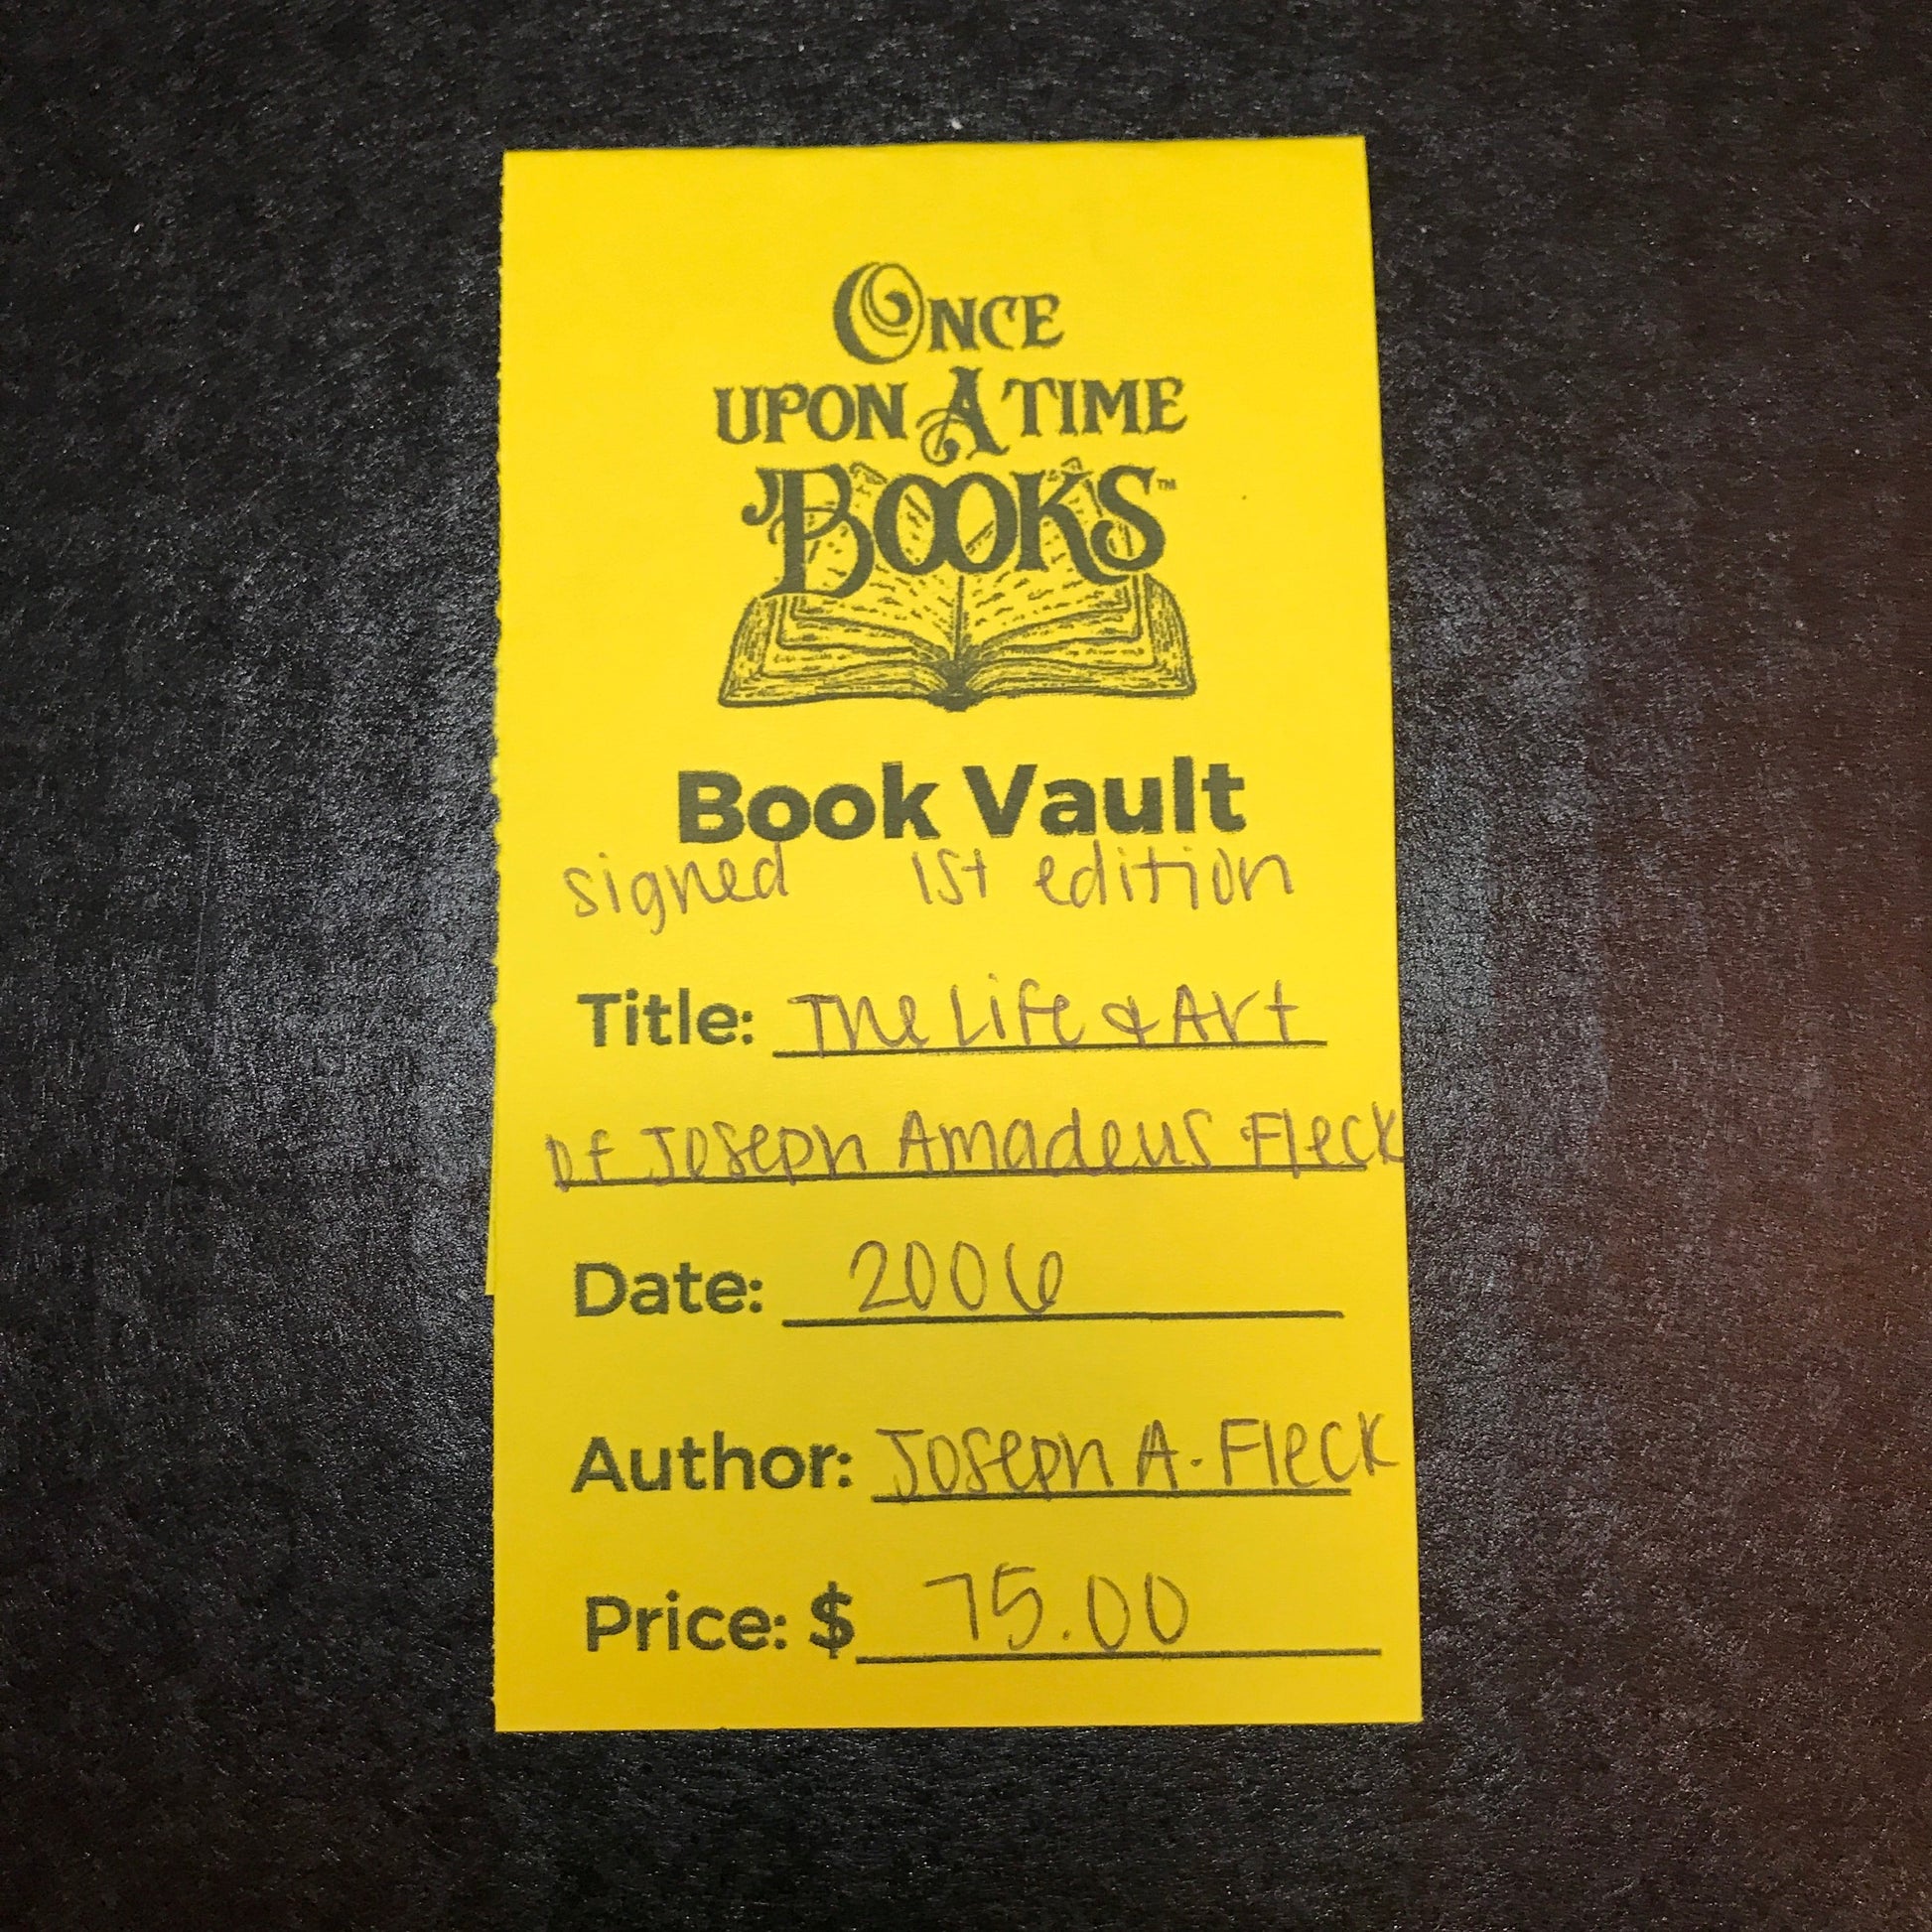 ONCE
UPON A TIME
BOOKS™
Book Vault
signed 1st edition
Title: The Life & Art
of Joseph Amadeus Fleck
Date: 2006
Author: Joseph A. Fleck
Price: $ 75.00